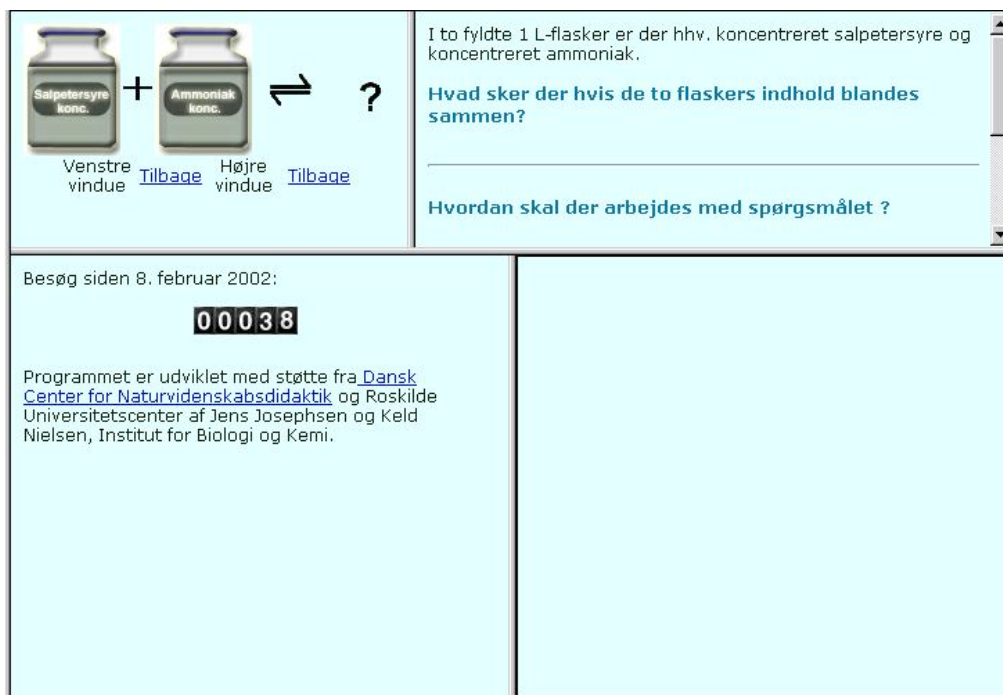 Salpetersyre
konc.
+
Ammoniak
konc.
⇌
?
Venstre
vindue
Tilbage
Højre
vindue
Tilbage
I to fyldte 1 L-flasker er der hhv. koncentreret salpetersyre og
koncentreret ammoniak.
Hvad sker der hvis de to flaskers indhold blandes
sammen?
Hvordan skal der arbejdes med spørgsmålet ?
Besøg siden 8. februar 2002:
00038
Programmet er udviklet med støtte fra Dansk
Center for Naturvidenskabsdidaktik og Roskilde
Universitetscenter af Jens Josephsen og Keld
Nielsen, Institut for Biologi og Kemi.